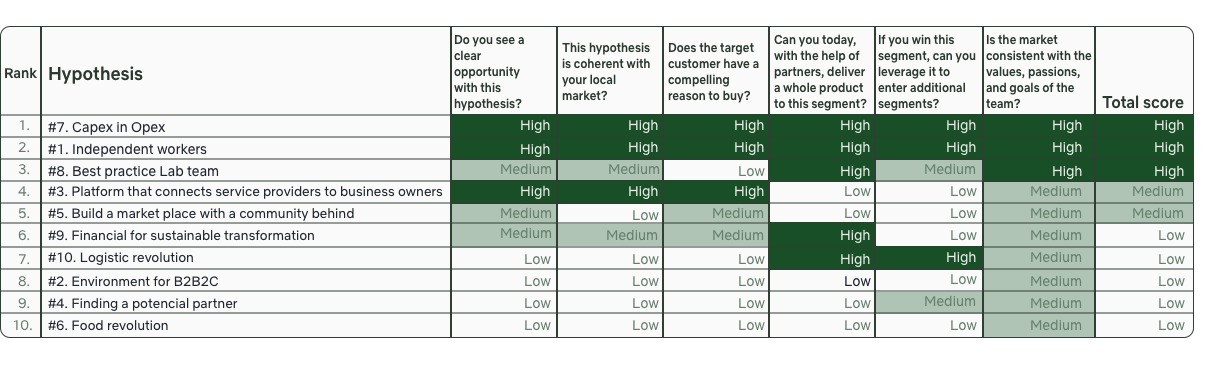 Rank Hypothesis Do you see a clear opportunity with this hypothesis? This hypothesis is coherent with your local market? Does the target customer have a compelling reason to buy? Can you today, with the help of partners, deliver a whole product to this segment? If you win this segment, can you leverage it to enter additional segments? Is the market consistent with the values, passions, and goals of the team? Total score
1. #7. Capex in Opex High High High High High High High
2. #1. Independent workers High High High High High High High
3. #8. Best practice Lab team Medium Medium Low High Medium High High
4. #3. Platform that connects service providers to business owners High High High Low Low Medium Medium
5. #5. Build a market place with a community behind Medium Low Medium Low Low Medium Medium
6. #9. Financial for sustainable transformation Medium Medium Medium High Low Medium Low
7. #10. Logistic revolution Low Low Low High High Medium Low
8. #2. Environment for B2B2C Low Low Low Low Low Medium Low
9. #4. Finding a potencial partner Low Low Low Low Medium Medium Low
10. #6. Food revolution Low Low Low Low Low Medium Low